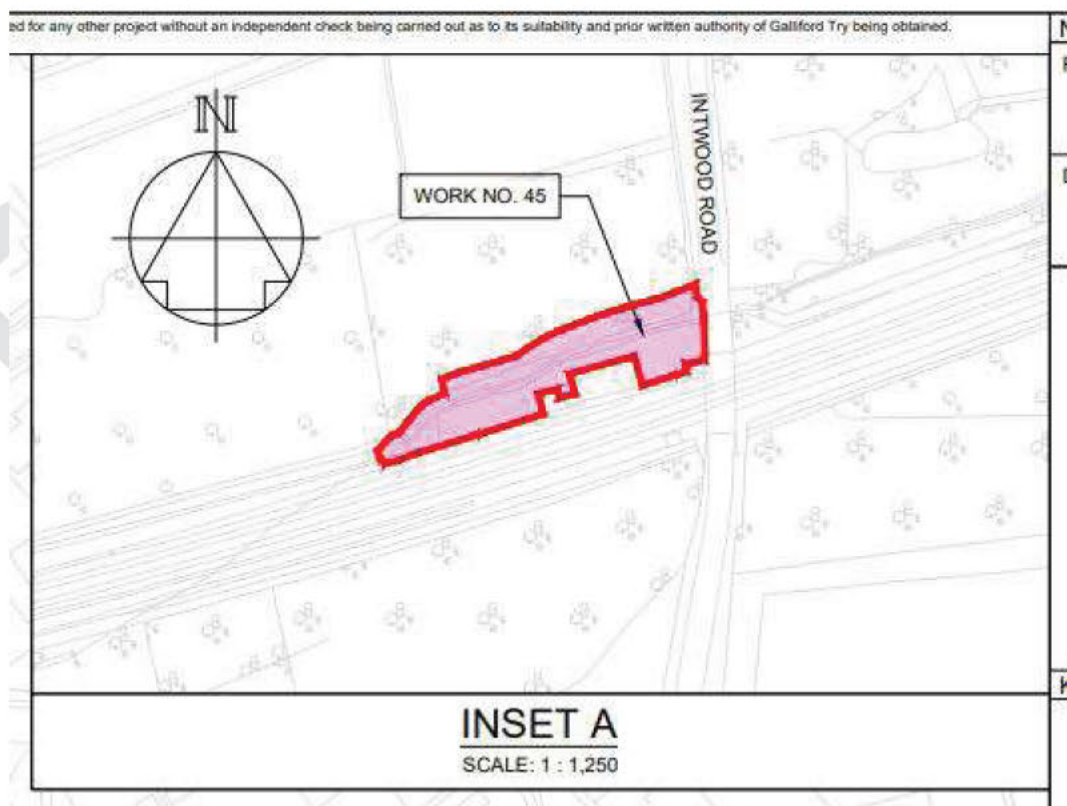 ed for any other project without an independent check being carried out as to its suitability and prior written authority of Galliford Try being obtained.
N
INTWOOD ROAD
WORK NO. 45
INSET A
SCALE: 1 : 1,250